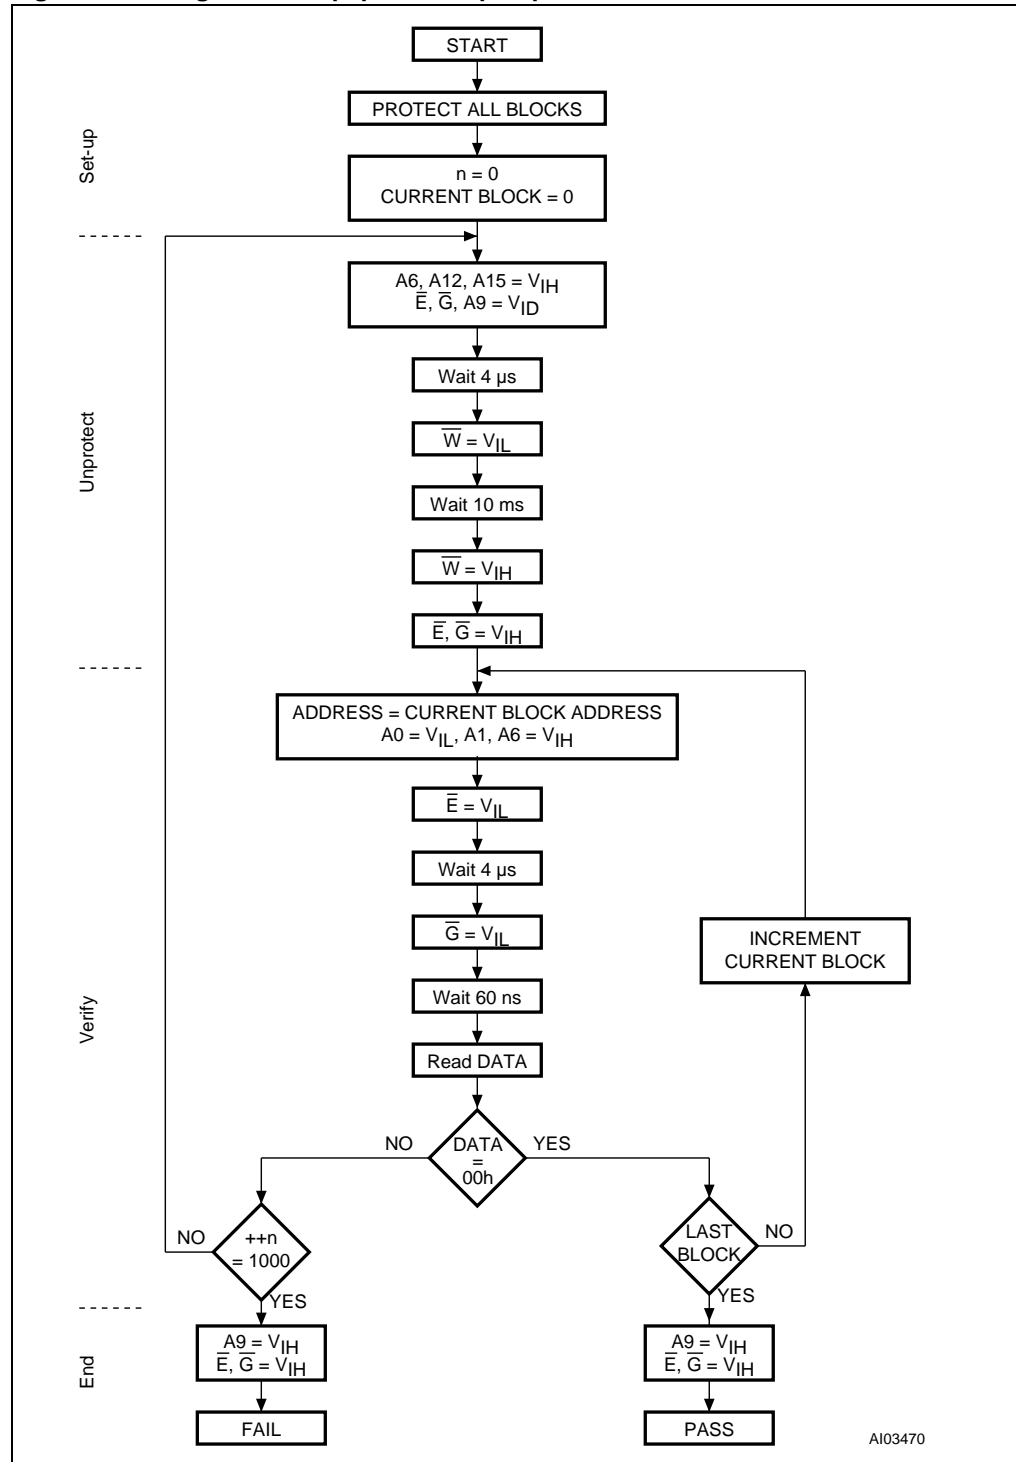 START
PROTECT ALL BLOCKS
Set-up
n = 0
CURRENT BLOCK = 0
A6, A12, A15 = VIH
E̅, G̅, A9 = VID
Wait 4 µs
Unprotect
W̅ = VIL
Wait 10 ms
W̅ = VIH
E̅, G̅ = VIH
ADDRESS = CURRENT BLOCK ADDRESS
A0 = VIL, A1, A6 = VIH
E̅ = VIL
Wait 4 µs
G̅ = VIL
INCREMENT
CURRENT BLOCK
Wait 60 ns
Verify
Read DATA
NO
DATA
=
00h
YES
NO
++n
= 1000
YES
LAST
BLOCK
NO
YES
End
A9 = VIH
E̅, G̅ = VIH
A9 = VIH
E̅, G̅ = VIH
FAIL
PASS
AI03470